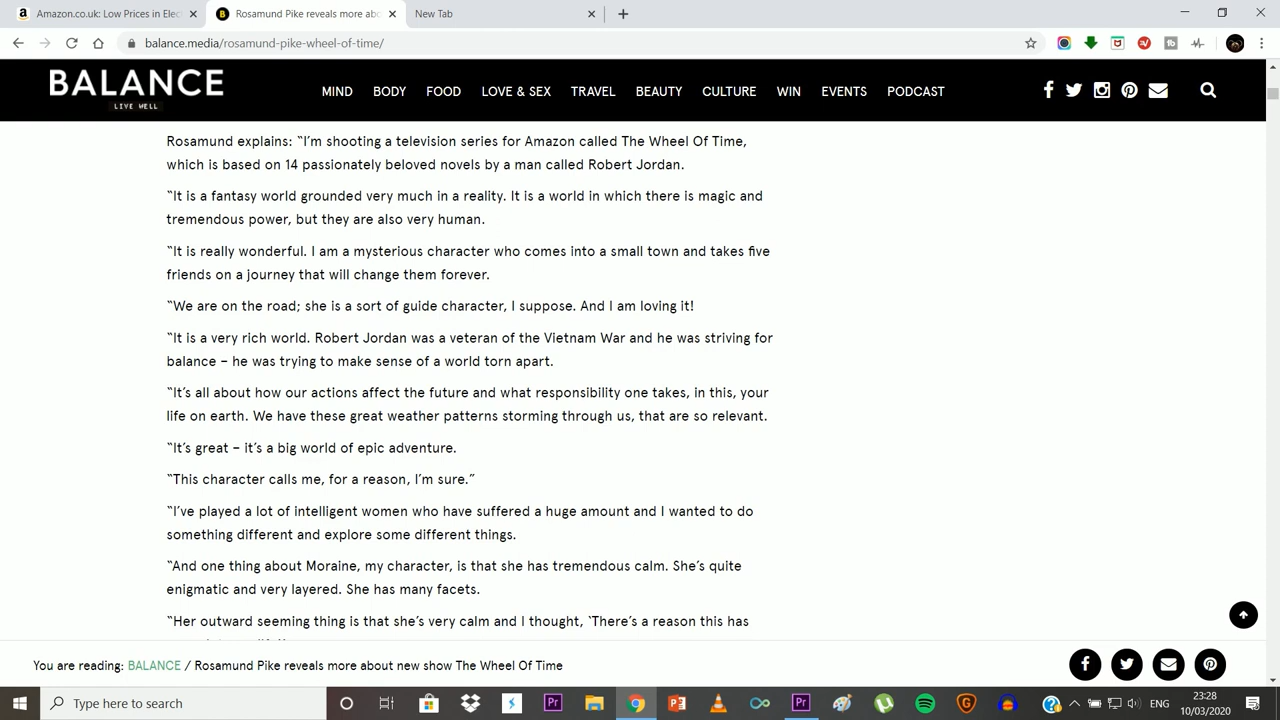 Amazon.co.uk: Low Prices in Elec
Rosamund Pike reveals more abo
New Tab
balance.media/rosamund-pike-wheel-of-time/
BALANCE
LIVE WELL
MIND BODY FOOD LOVE & SEX TRAVEL BEAUTY CULTURE WIN EVENTS PODCAST
Rosamund explains: “I’m shooting a television series for Amazon called The Wheel Of Time,
which is based on 14 passionately beloved novels by a man called Robert Jordan.
“It is a fantasy world grounded very much in a reality. It is a world in which there is magic and
tremendous power, but they are also very human.
“It is really wonderful. I am a mysterious character who comes into a small town and takes five
friends on a journey that will change them forever.
“We are on the road; she is a sort of guide character, I suppose. And I am loving it!
“It is a very rich world. Robert Jordan was a veteran of the Vietnam War and he was striving for
balance – he was trying to make sense of a world torn apart.
“It’s all about how our actions affect the future and what responsibility one takes, in this, your
life on earth. We have these great weather patterns storming through us, that are so relevant.
“It’s great – it’s a big world of epic adventure.
“This character calls me, for a reason, I’m sure.”
“I’ve played a lot of intelligent women who have suffered a huge amount and I wanted to do
something different and explore some different things.
“And one thing about Moraine, my character, is that she has tremendous calm. She’s quite
enigmatic and very layered. She has many facets.
“Her outward seeming thing is that she’s very calm and I thought, ‘There’s a reason this has
You are reading: BALANCE / Rosamund Pike reveals more about new show The Wheel Of Time
Type here to search
ENG
23:28
10/03/2020